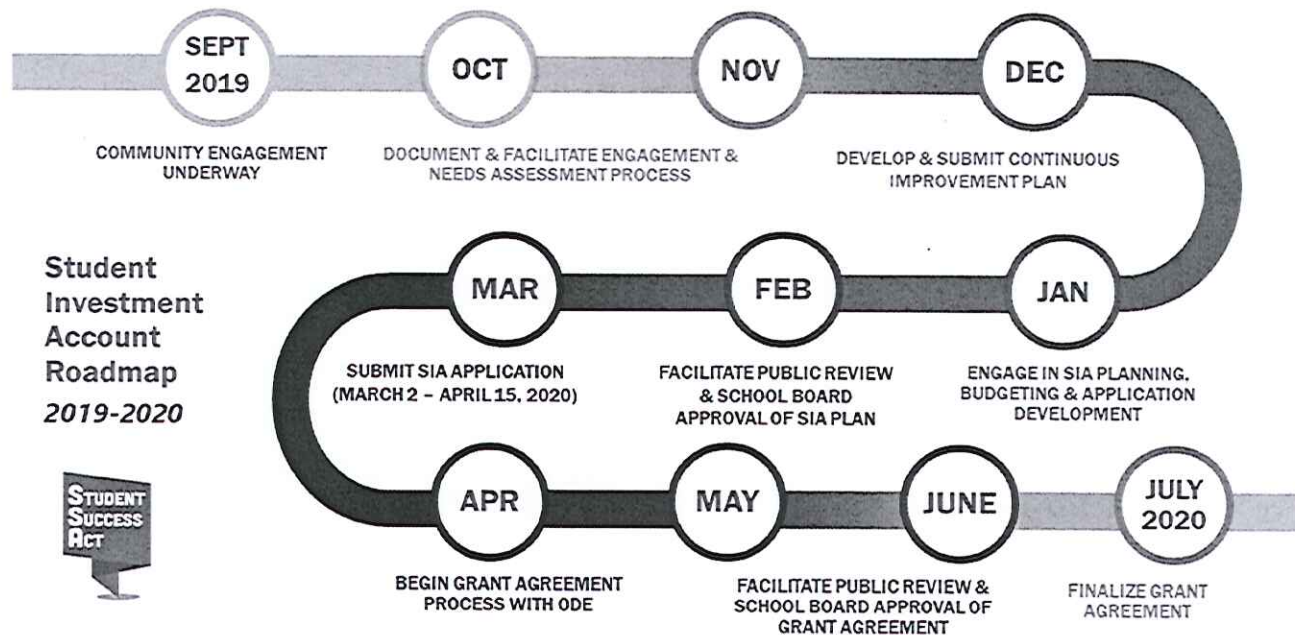 SEPT
2019
OCT
NOV
DEC
COMMUNITY ENGAGEMENT
UNDERWAY
DOCUMENT & FACILITATE ENGAGEMENT &
NEEDS ASSESSMENT PROCESS
DEVELOP & SUBMIT CONTINUOUS
IMPROVEMENT PLAN
Student
Investment
Account
Roadmap
2019-2020
MAR
FEB
JAN
SUBMIT SIA APPLICATION
(MARCH 2 – APRIL 15, 2020)
FACILITATE PUBLIC REVIEW
& SCHOOL BOARD
APPROVAL OF SIA PLAN
ENGAGE IN SIA PLANNING,
BUDGETING & APPLICATION
DEVELOPMENT
STUDENT
SUCCESS
ACT
APR
MAY
JUNE
JULY
2020
BEGIN GRANT AGREEMENT
PROCESS WITH ODE
FACILITATE PUBLIC REVIEW &
SCHOOL BOARD APPROVAL OF
GRANT AGREEMENT
FINALIZE GRANT
AGREEMENT